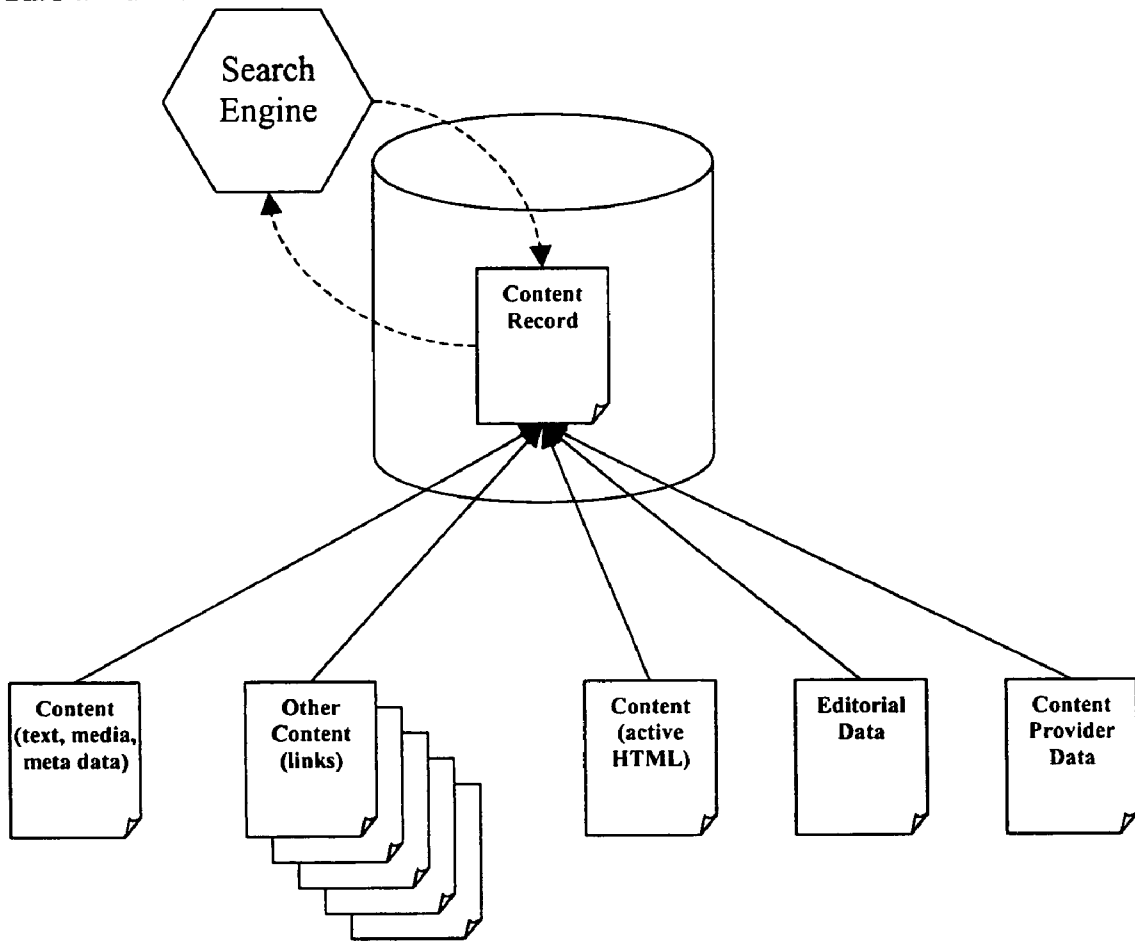 Search
Engine
Content
Record
Content
(text, media,
meta data)
Other
Content
(links)
Content
(active
HTML)
Editorial
Data
Content
Provider
Data